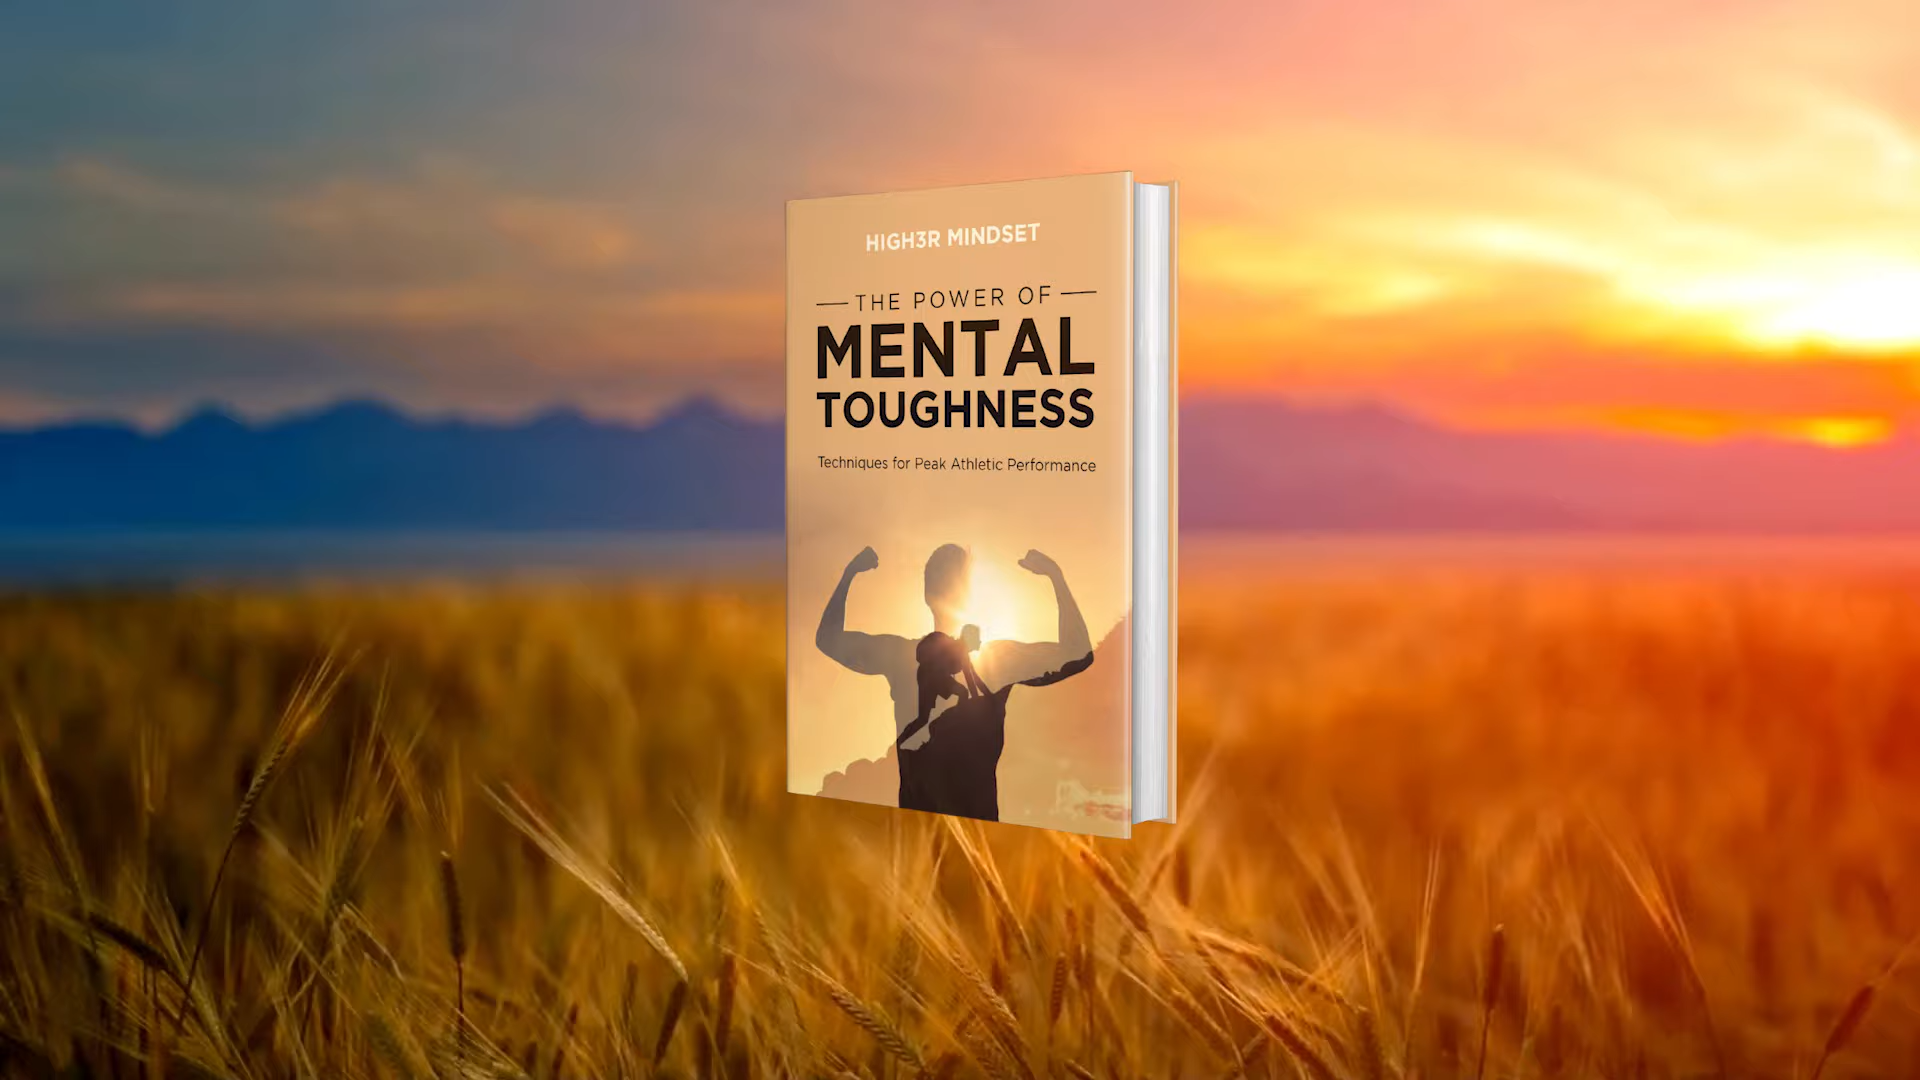 HIGH3R MINDSET
THE POWER OF
MENTAL
TOUGHNESS
Techniques for Peak Athletic Performance